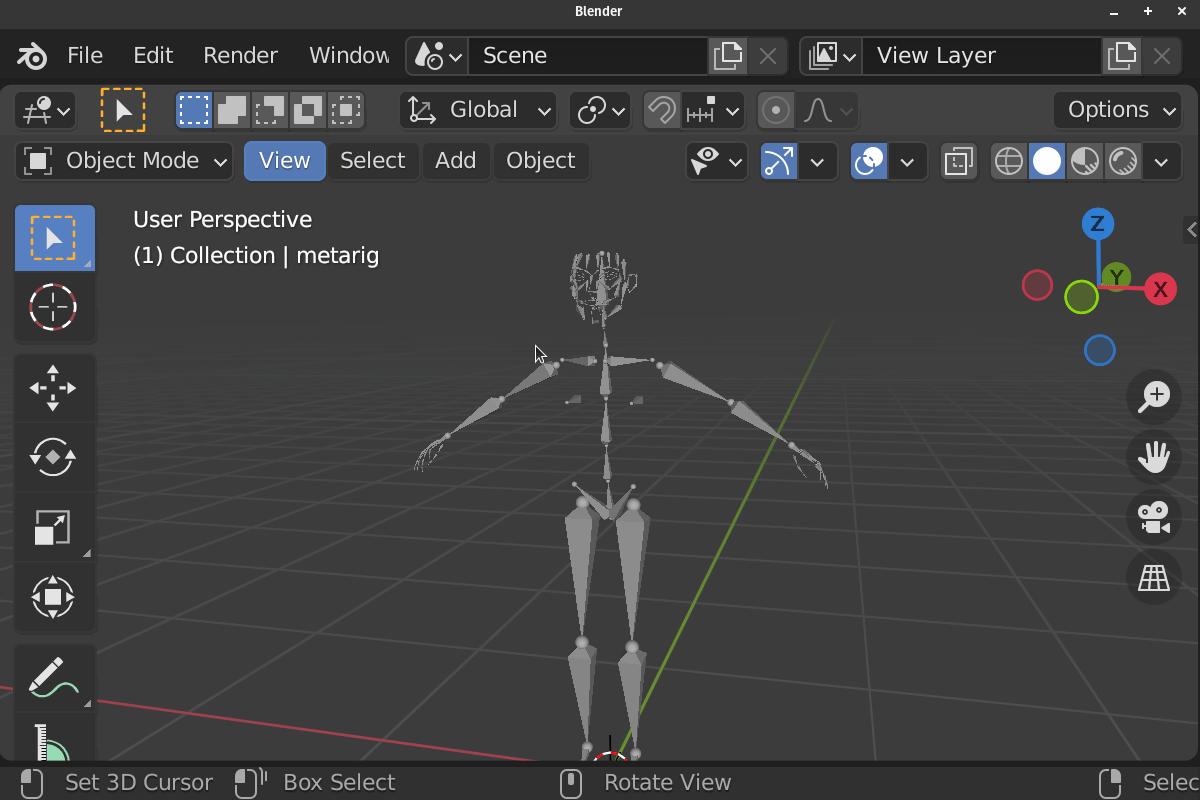 Blender
File Edit Render Window Scene View Layer
Global Options
Object Mode View Select Add Object
User Perspective
(1) Collection | metarig
Z
Y
X
Set 3D Cursor Box Select Rotate View Selec